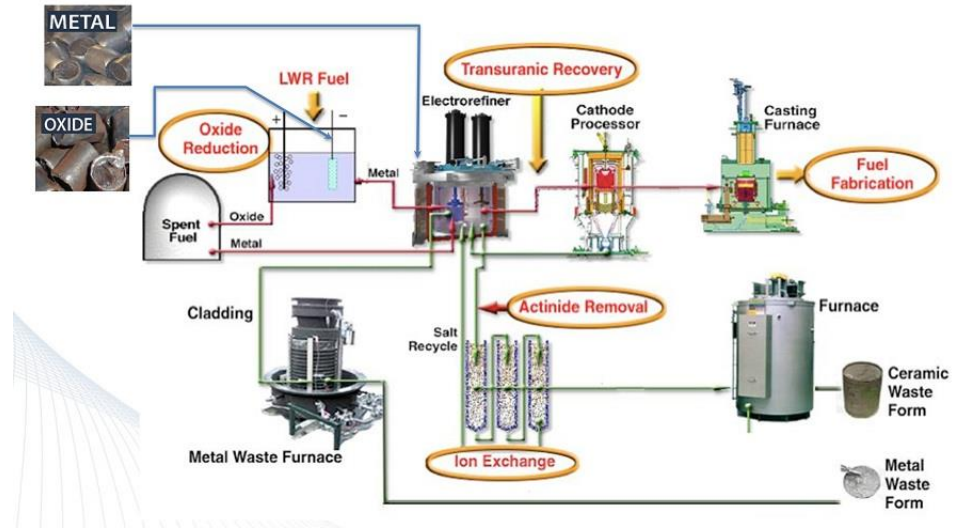 METAL
OXIDE
LWR Fuel
+
−
Oxide
Reduction
Metal
Spent
Fuel
Oxide
Metal
Transuranic Recovery
Electrorefiner
Cathode
Processor
Casting
Furnace
Fuel
Fabrication
Cladding
Metal Waste Furnace
Actinide Removal
Salt
Recycle
Ion Exchange
Furnace
Ceramic
Waste
Form
Metal
Waste
Form